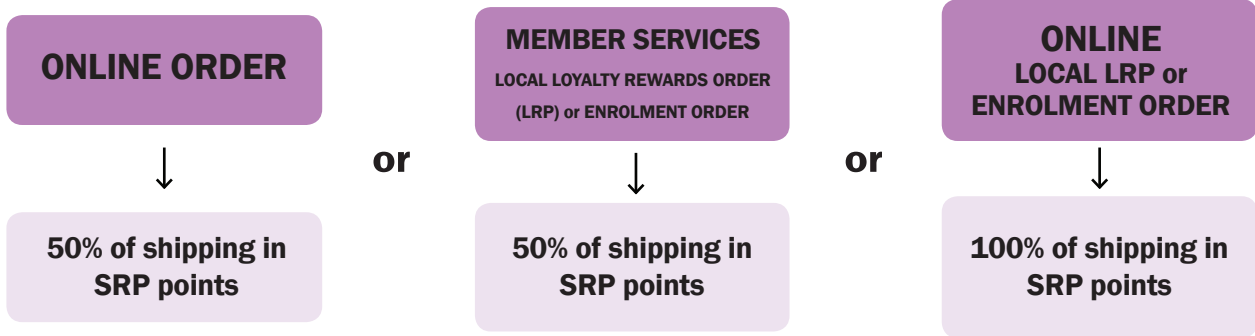 ONLINE ORDER
50% of shipping in
SRP points
or
MEMBER SERVICES
LOCAL LOYALTY REWARDS ORDER
(LRP) or ENROLMENT ORDER
50% of shipping in
SRP points
or
ONLINE
LOCAL LRP or
ENROLMENT ORDER
100% of shipping in
SRP points